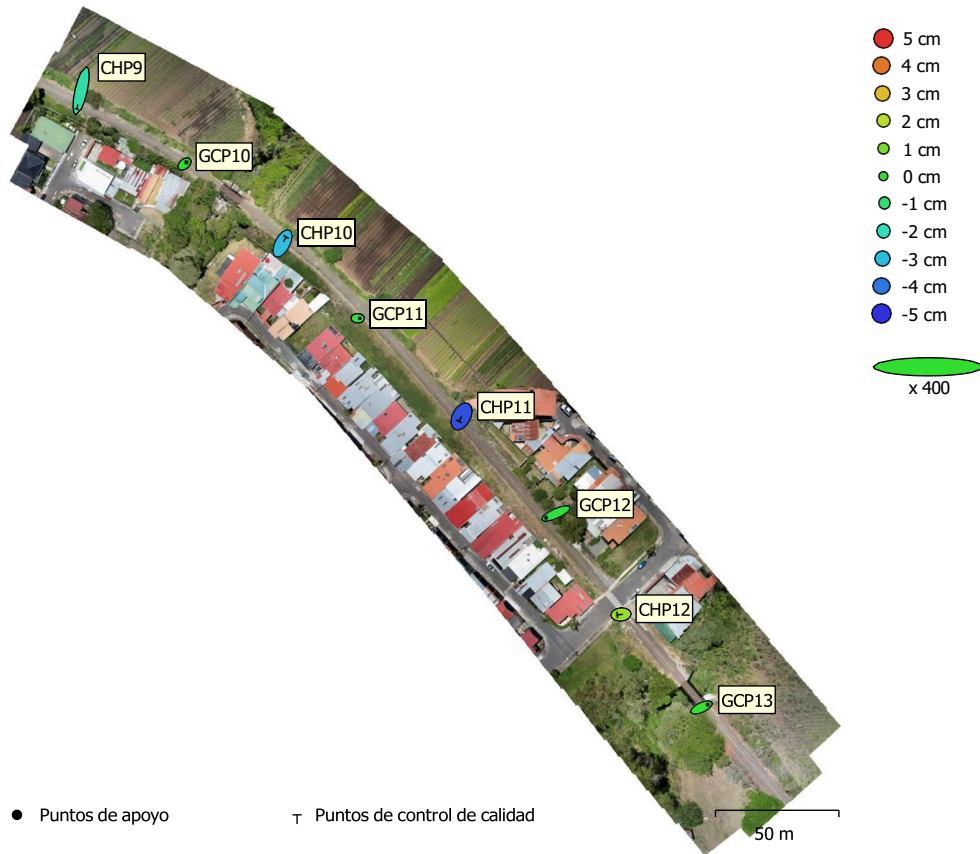 CHP9
GCP10
CHP10
GCP11
CHP11
GCP12
CHP12
GCP13
5 cm
4 cm
3 cm
2 cm
1 cm
0 cm
-1 cm
-2 cm
-3 cm
-4 cm
-5 cm
x 400
Puntos de apoyo
Puntos de control de calidad
50 m